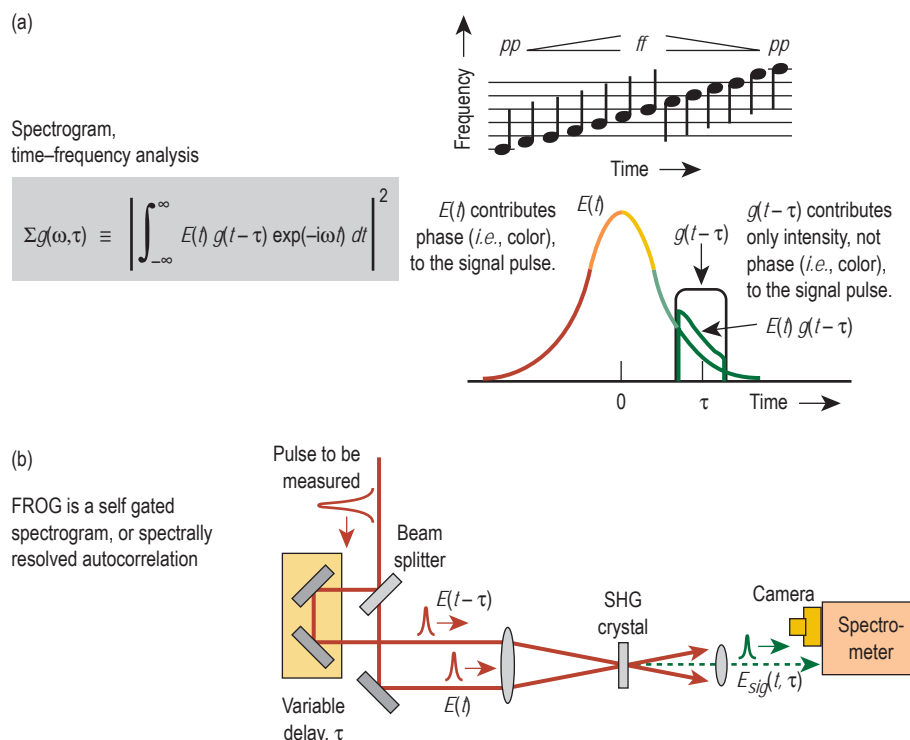 (a)
pp ff pp
Frequency
Time
Spectrogram,
time–frequency analysis
Σg(ω,τ) ≡ |∫_{−∞}^{∞} E(t) g(t−τ) exp(−iωt) dt|²
E(t) contributes
phase (i.e., color),
to the signal pulse.
E(t)
g(t–τ)
g(t–τ) contributes
only intensity, not
phase (i.e., color),
to the signal pulse.
E(t) g(t–τ)
0
τ
Time
(b)
FROG is a self gated
spectrogram, or spectrally
resolved autocorrelation
Pulse to be
measured
Beam
splitter
E(t–τ)
E(t)
Variable
delay, τ
SHG
crystal
Camera
Esig(t, τ)
Spectro-
meter